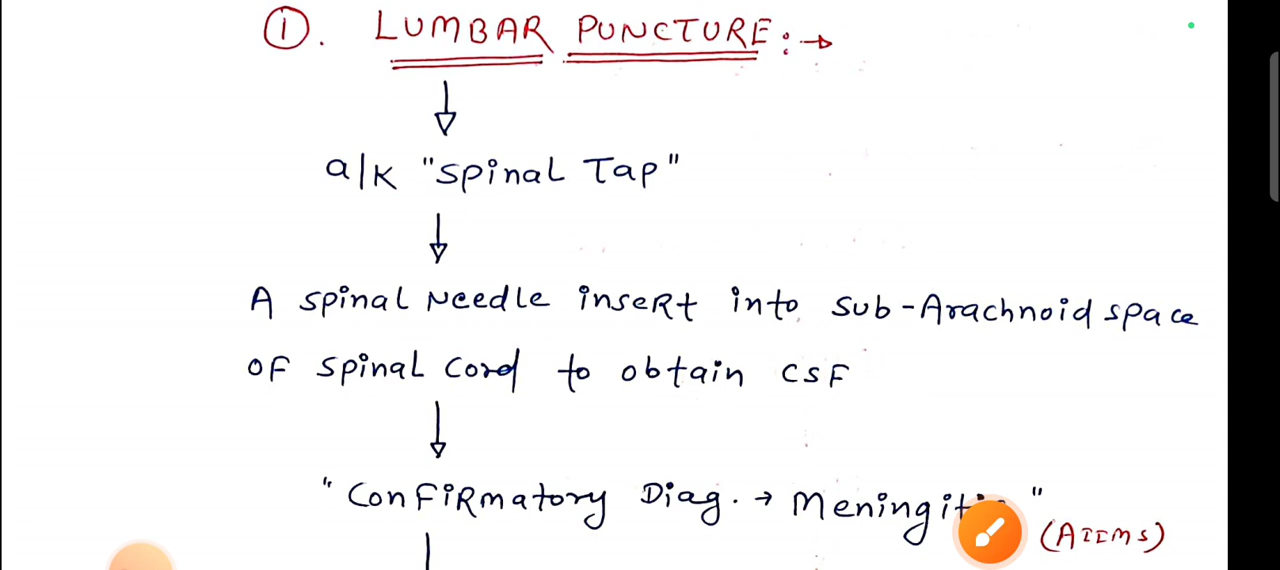 ①. LUMBAR PUNCTURE:→
a/k "Spinal Tap"
A spinal Needle insert into sub-Arachnoid space
of spinal cord to obtain CSF
"Confirmatory Diag. →
(AIIMS)